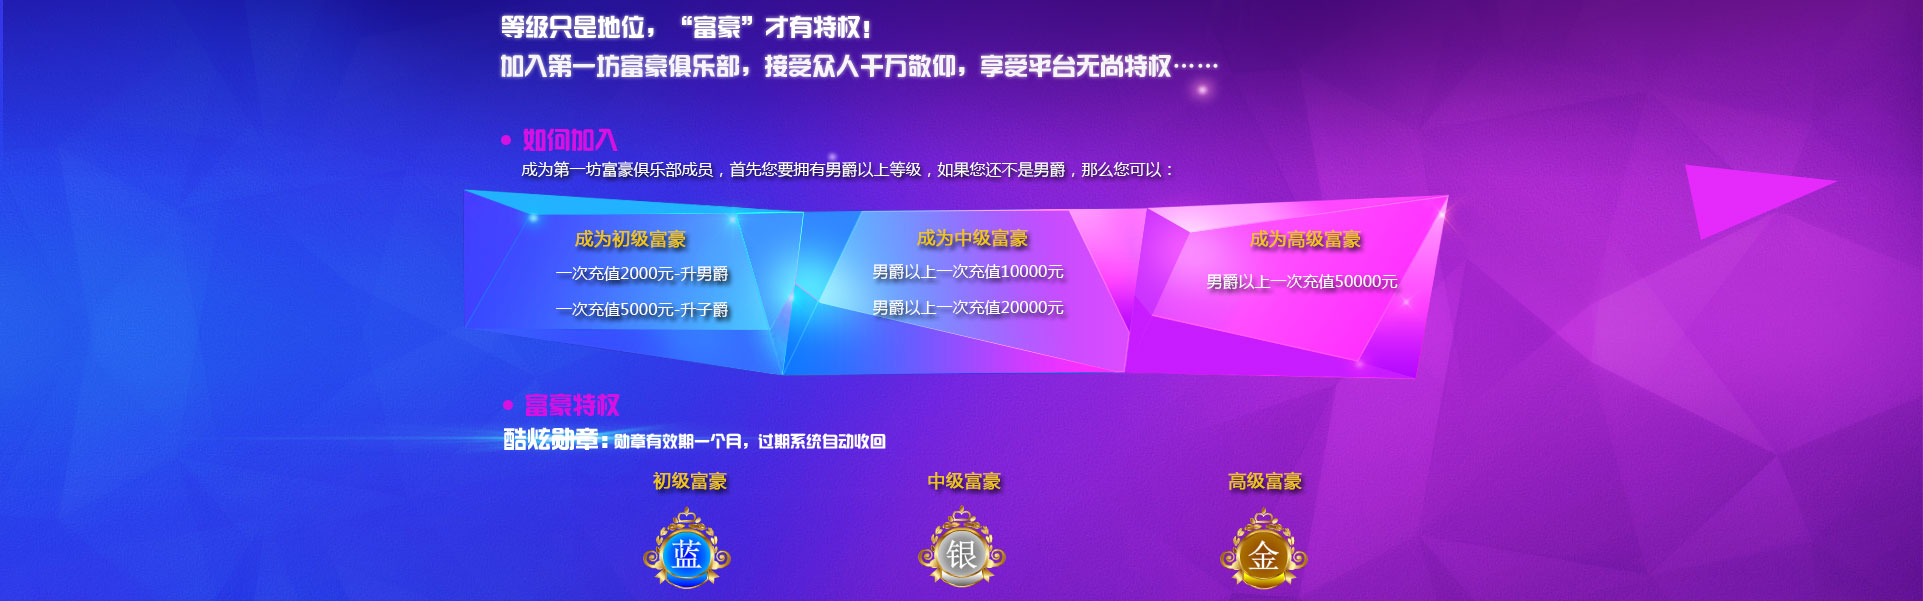 等级只是地位，“富豪”才有特权！
加入第一坊富豪俱乐部，接受众人千万敬仰，享受平台无尚特权……
• 如何加入
成为第一坊富豪俱乐部成员，首先您要拥有男爵以上等级，如果您还不是男爵，那么您可以：
成为初级富豪
一次充值2000元-升男爵
一次充值5000元-升子爵
成为中级富豪
男爵以上一次充值10000元
男爵以上一次充值20000元
成为高级富豪
男爵以上一次充值50000元
• 富豪特权
酷炫勋章：勋章有效期一个月，过期系统自动收回
初级富豪
蓝
中级富豪
银
高级富豪
金